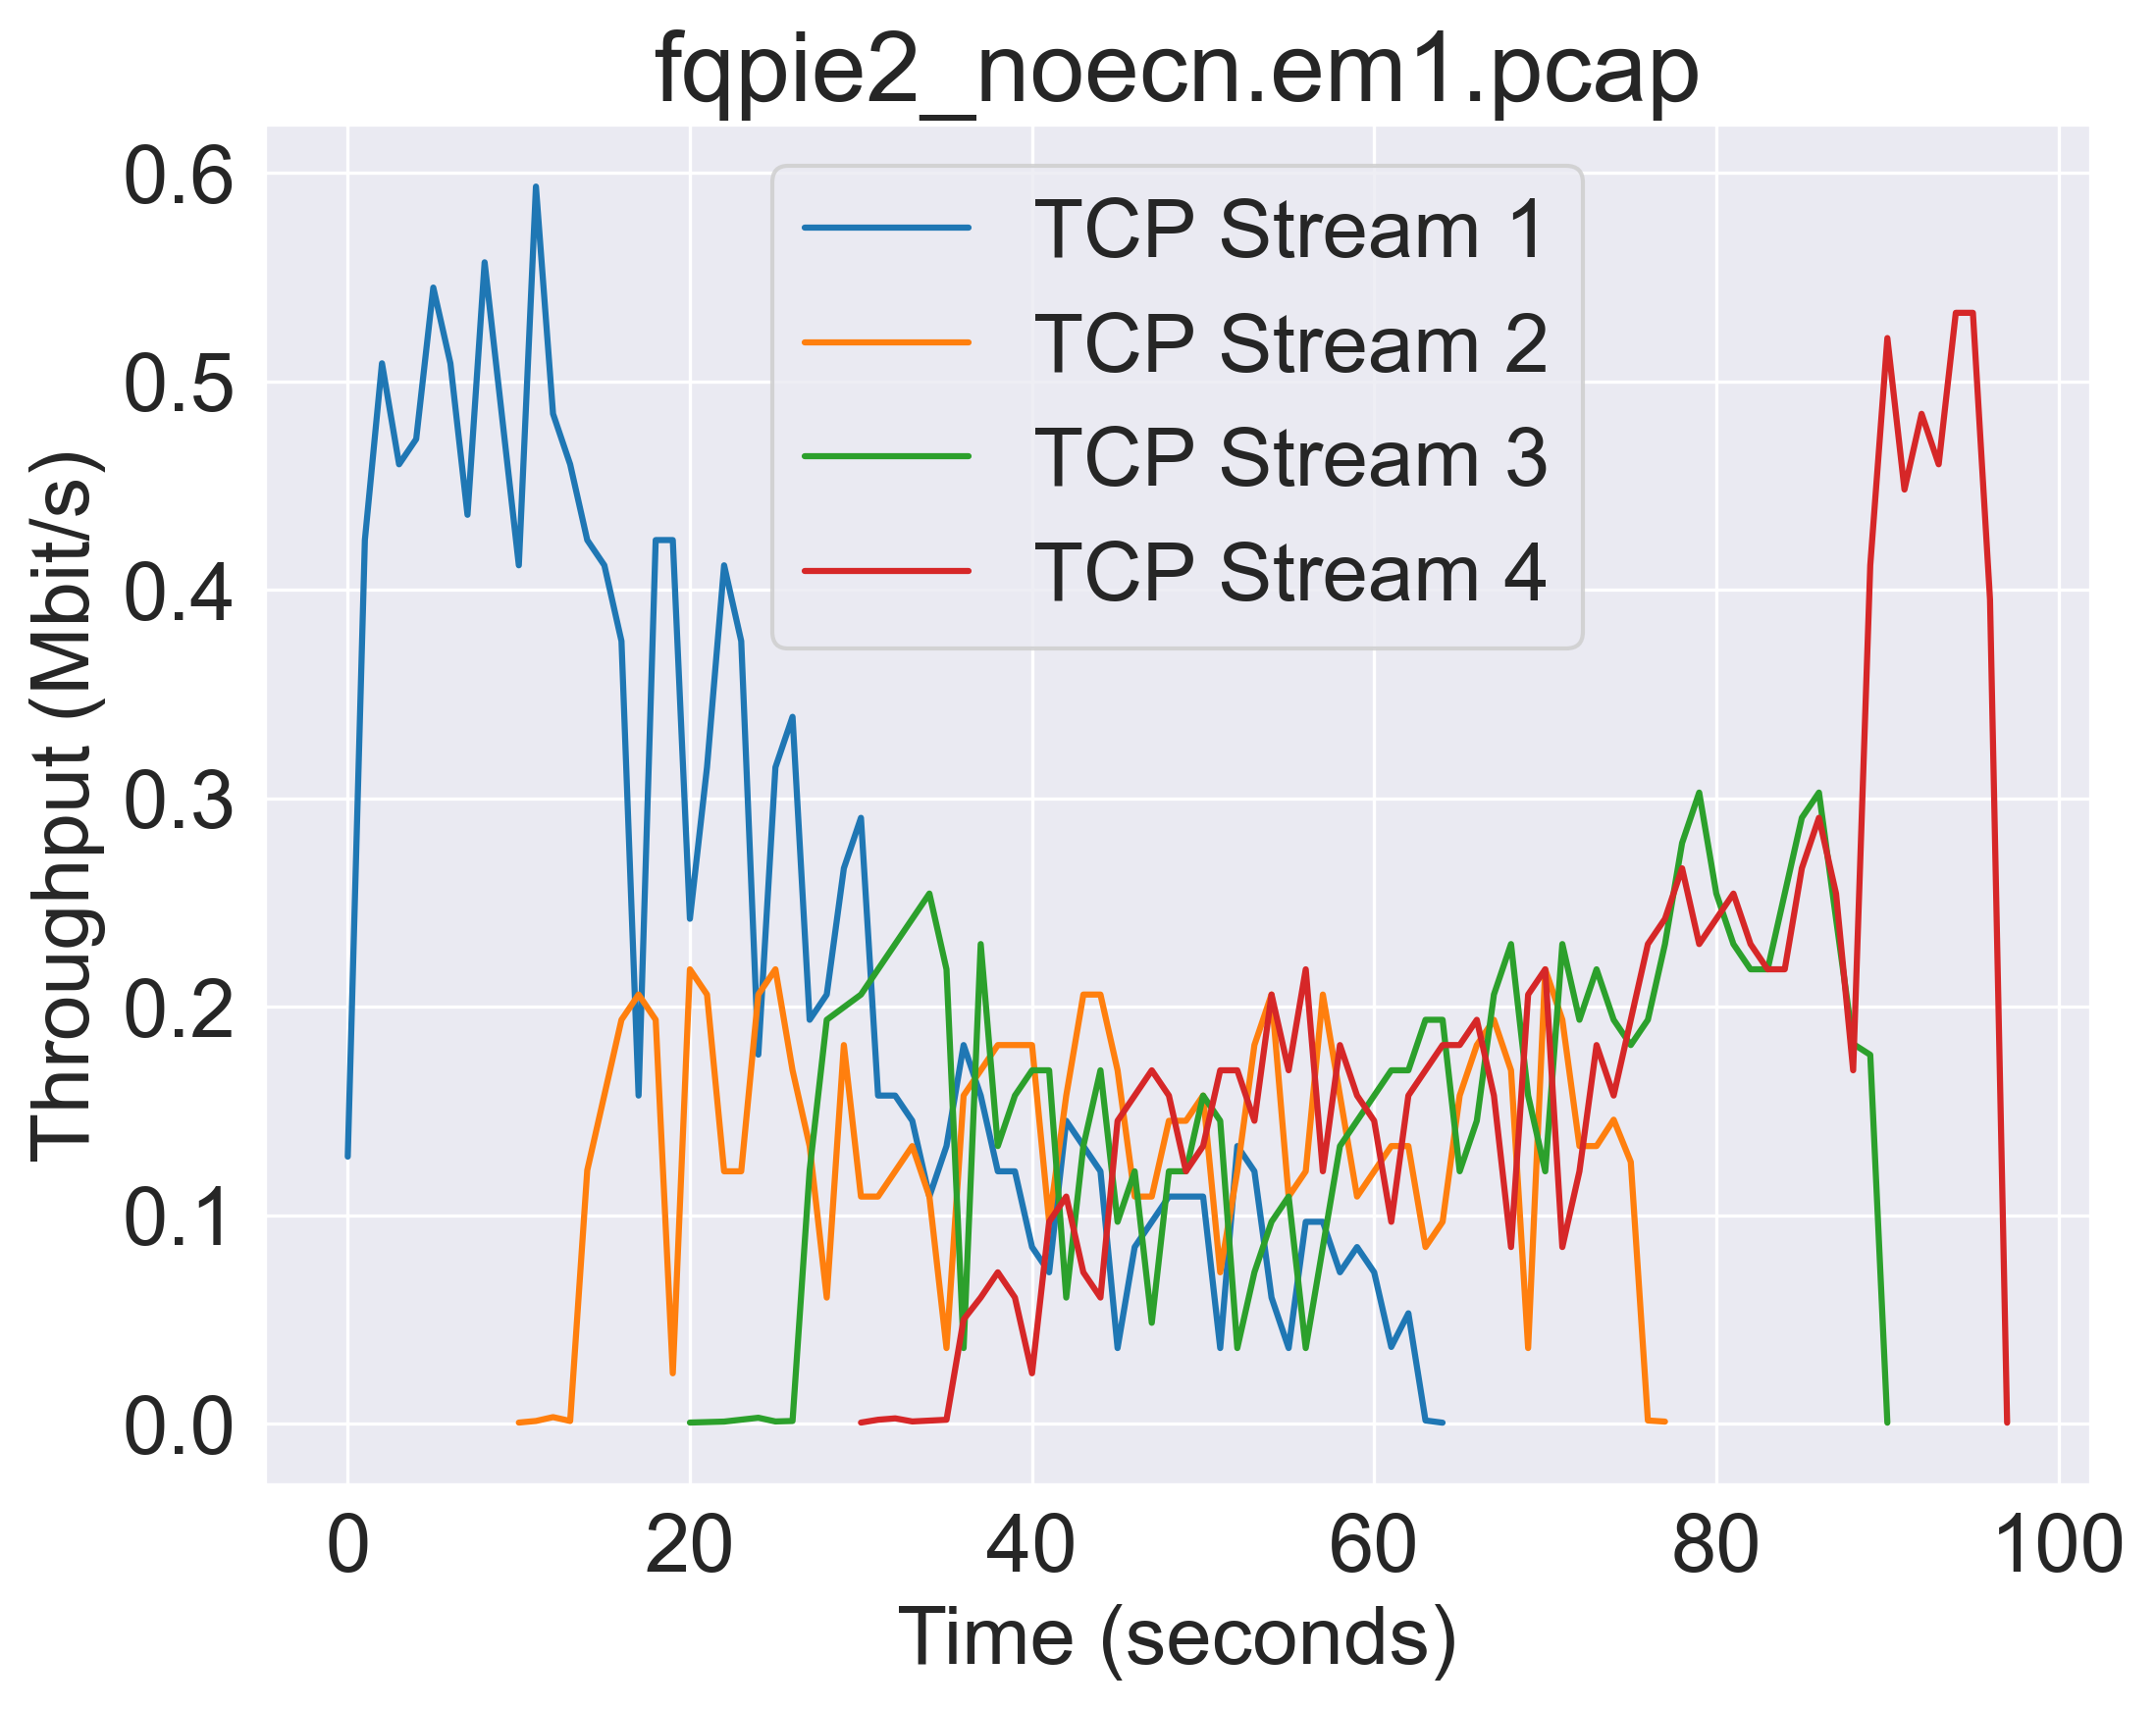 fqpie2_noecn.em1.pcap
TCP Stream 1
TCP Stream 2
TCP Stream 3
TCP Stream 4
Throughput (Mbit/s)
0.6
0.5
0.4
0.3
0.2
0.1
0.0
0 20 40 60 80 100
Time (seconds)